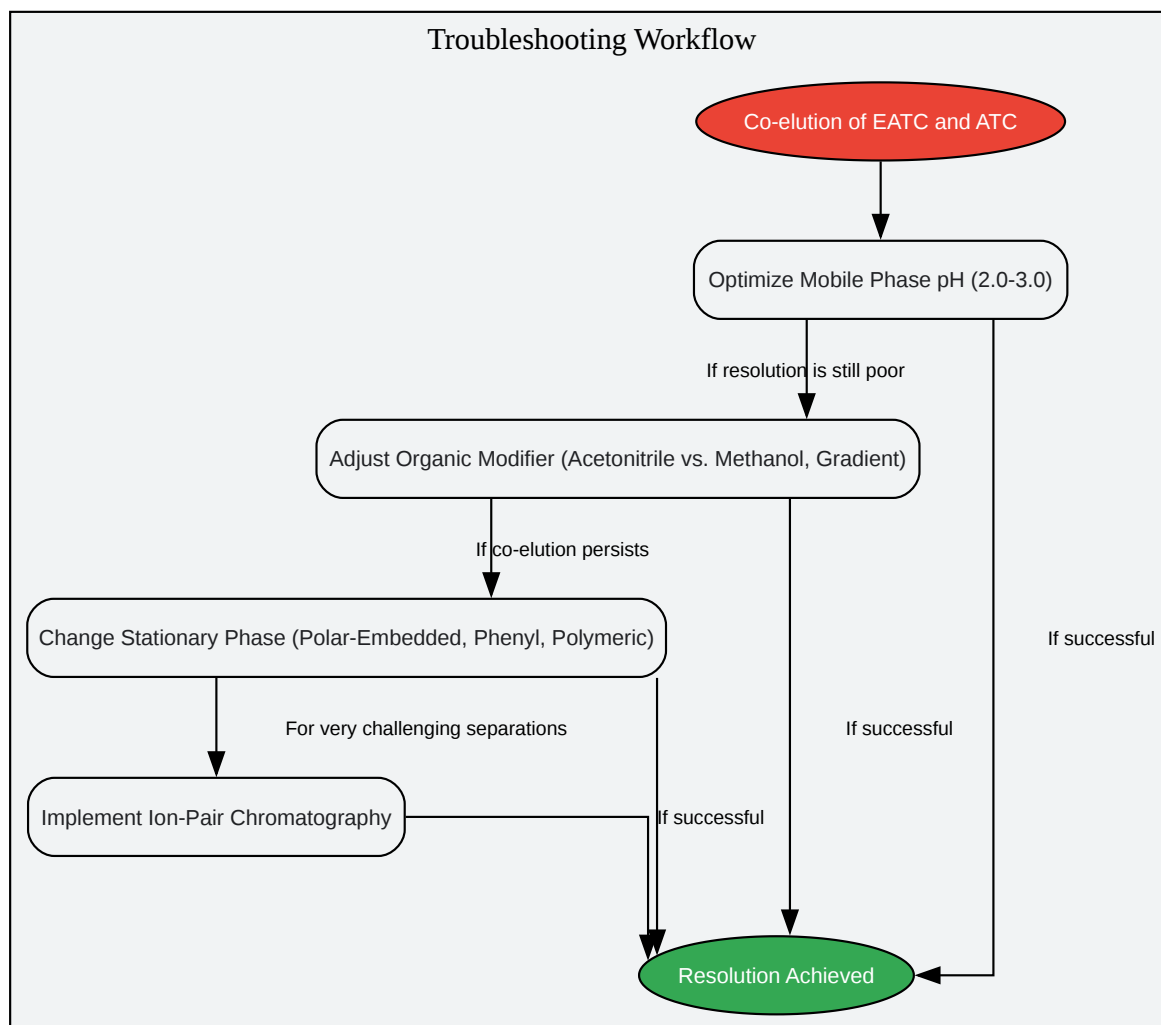 Troubleshooting Workflow
Co-elution of EATC and ATC
Optimize Mobile Phase pH (2.0-3.0)
If resolution is still poor
Adjust Organic Modifier (Acetonitrile vs. Methanol, Gradient)
If co-elution persists
Change Stationary Phase (Polar-Embedded, Phenyl, Polymeric)
If successful
For very challenging separations
If successful
Implement Ion-Pair Chromatography
If successful
Resolution Achieved